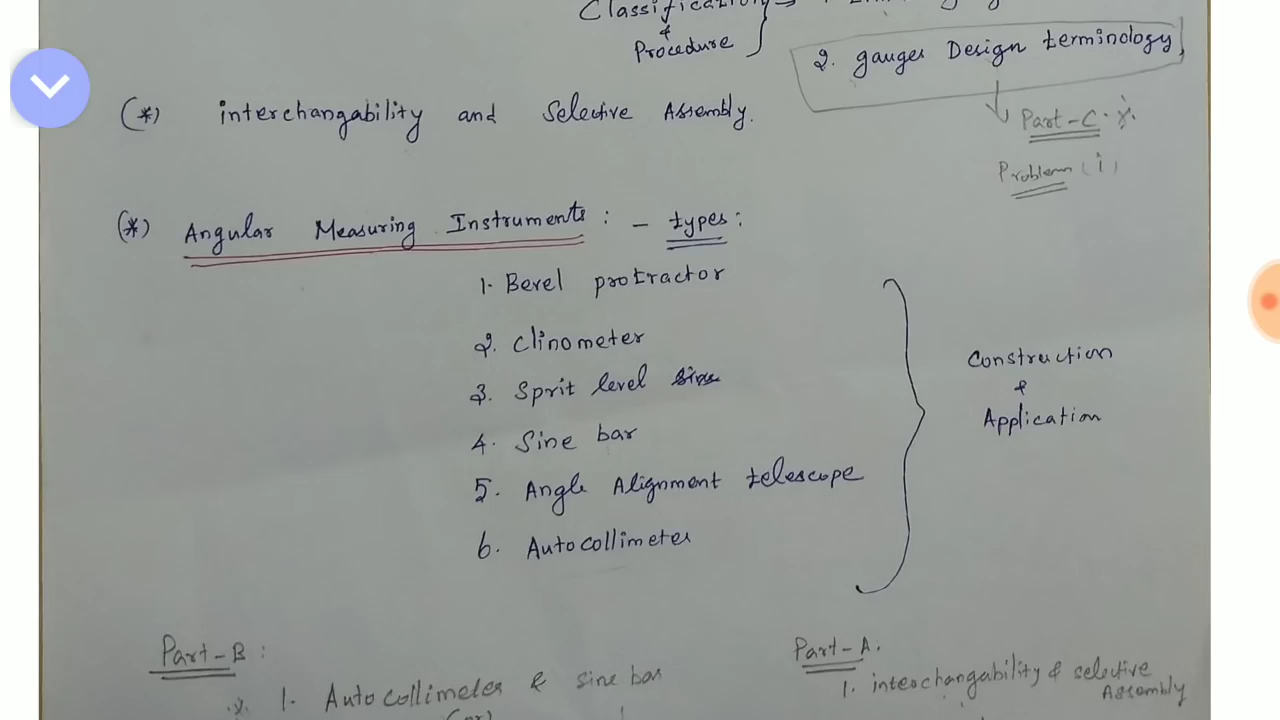 Classification
&
Procedure
2. gauges Design terminology,
(*) interchangability and Selective Assembly.
Part-C
Problem (i)
(*) Angular Measuring Instruments : - types :
1. Bevel protractor
2. Clinometer
3. Sprit level
4. Sine bar
5. Angle Alignment telescope
6. Autocollimeter
Construction
&
Application
Part-B :
1. Autocollimeter & sine bar
(or)
Part-A.
1. interchangability & selective
Assembly